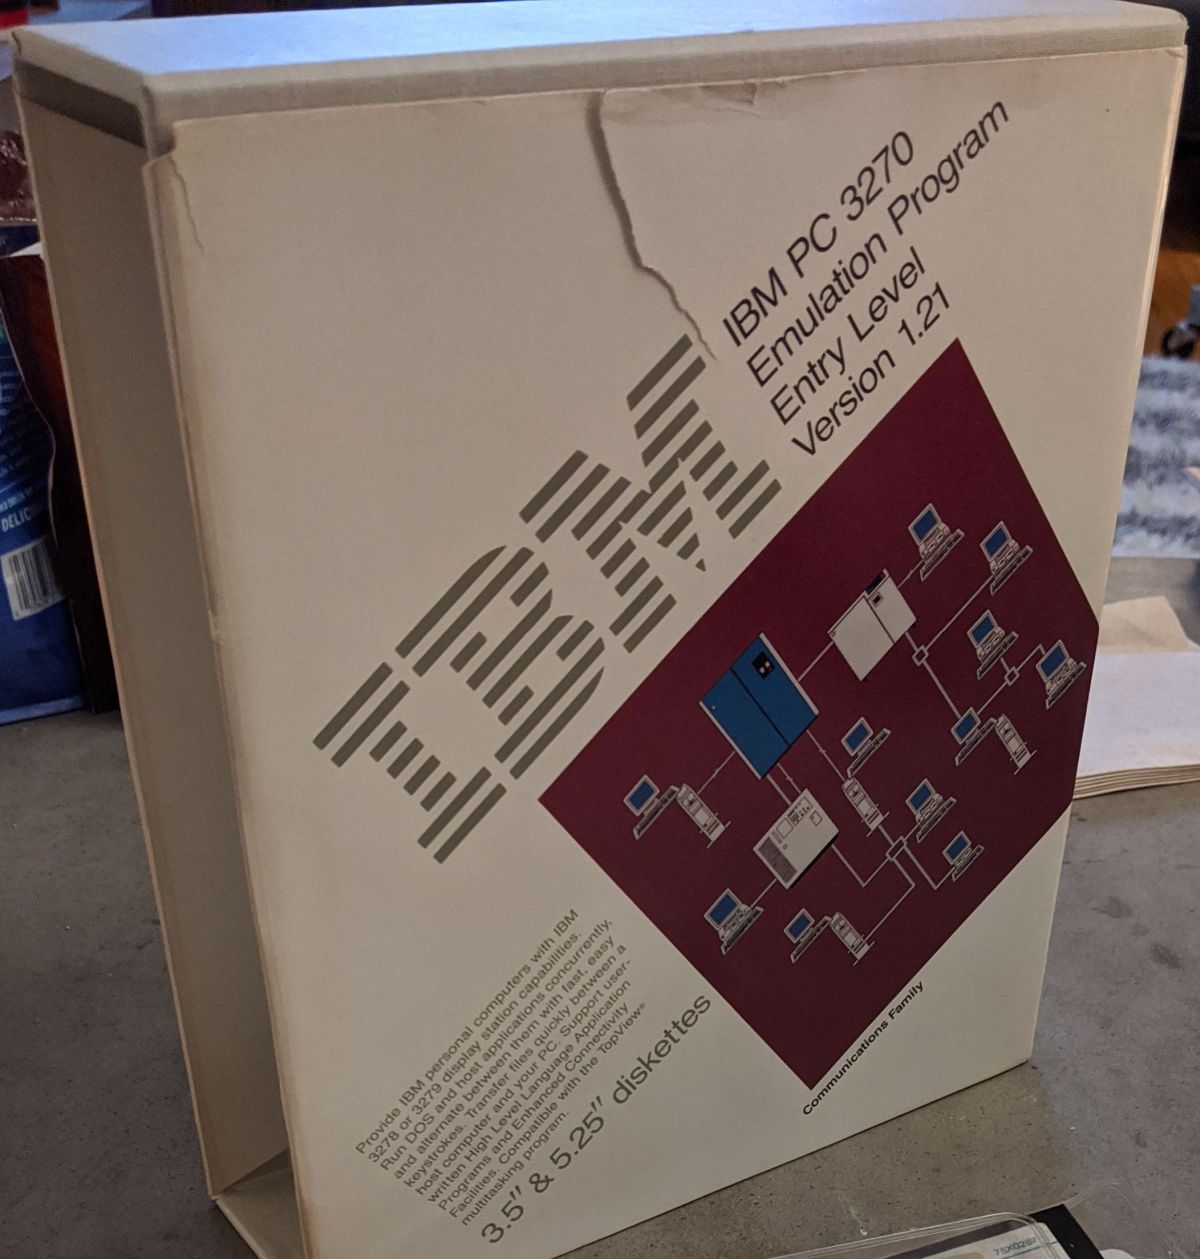 IBM PC 3270
Emulation Program
Entry Level
Version 1.21
IBM
Provide IBM personal computers with IBM
3278 or 3279 display station capabilities.
Run DOS and host applications concurrently,
and alternate between them with fast, easy
keystrokes. Transfer files quickly between a
host computer and your PC. Support user-
written High Level Language Application
Programs and Enhanced Connectivity
Facilities. Compatible with the TopView®
multitasking program.
3.5" & 5.25" diskettes
Communications Family
DELIC
75X0287